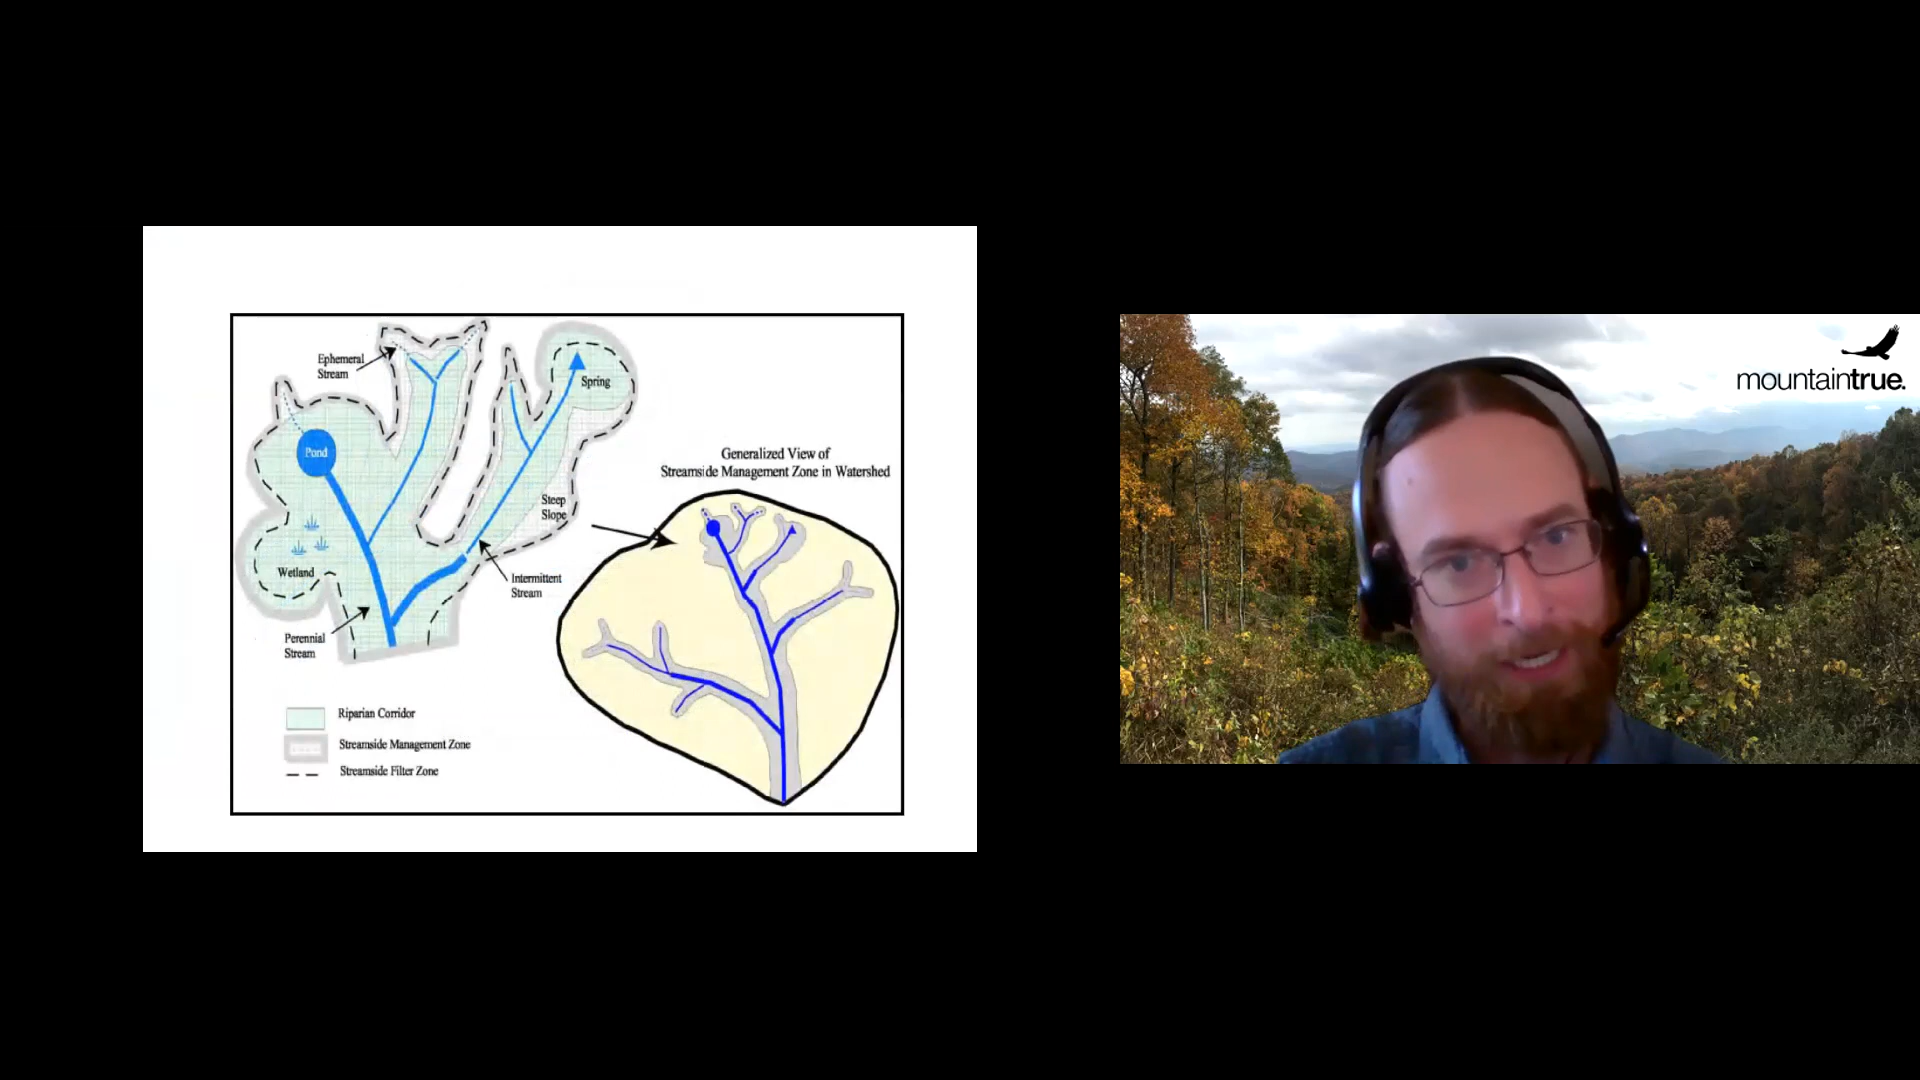 Ephemeral
Stream
Spring
Pond
Generalized View of
Streamside Management Zone in Watershed
Steep
Slope
Wetland
Intermittent
Stream
Perennial
Stream
Riparian Corridor
Streamside Management Zone
Streamside Filter Zone
mountaintrue.